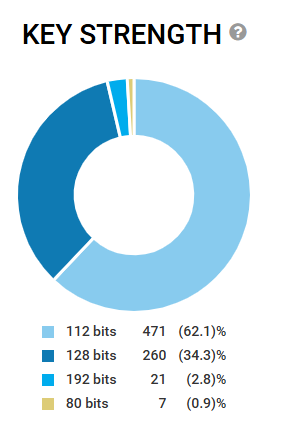 KEY STRENGTH ?
112 bits 471 (62.1)%
128 bits 260 (34.3)%
192 bits 21 (2.8)%
80 bits 7 (0.9)%